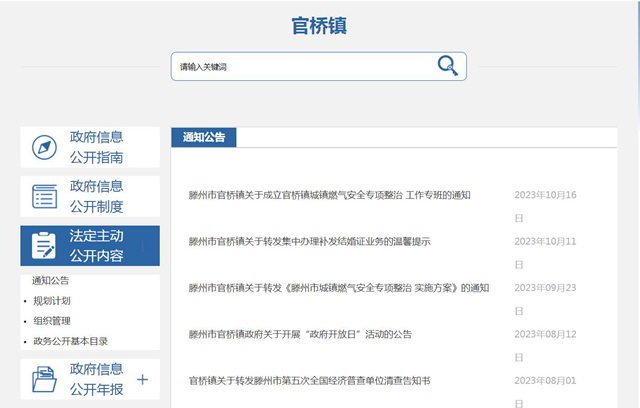 官桥镇
请输入关键词
政府信息
公开指南
政府信息
公开制度
法定主动
公开内容
通知公告
规划计划
组织管理
政务公开基本目录
政府信息
公开年报
通知公告
滕州市官桥镇关于成立官桥镇城镇燃气安全专项整治 工作专班的通知 2023年10月16
日
滕州市官桥镇关于转发集中办理补发结婚证业务的温馨提示 2023年10月11
日
滕州市官桥镇关于转发《滕州市城镇燃气安全专项整治 实施方案》的通知 2023年09月23
日
滕州市官桥镇政府关于开展“政府开放日”活动的公告 2023年08月12
日
官桥镇关于转发滕州市第五次全国经济普查单位清查告知书 2023年08月01
日